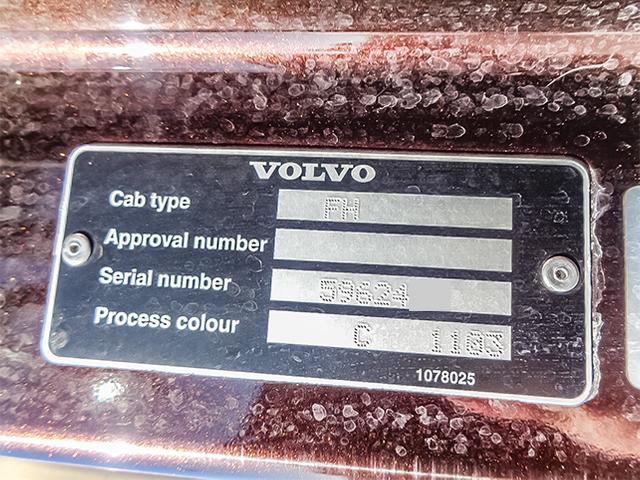 VOLVO
Cab type FH
Approval number
Serial number 59624
Process colour C 1103
1078025